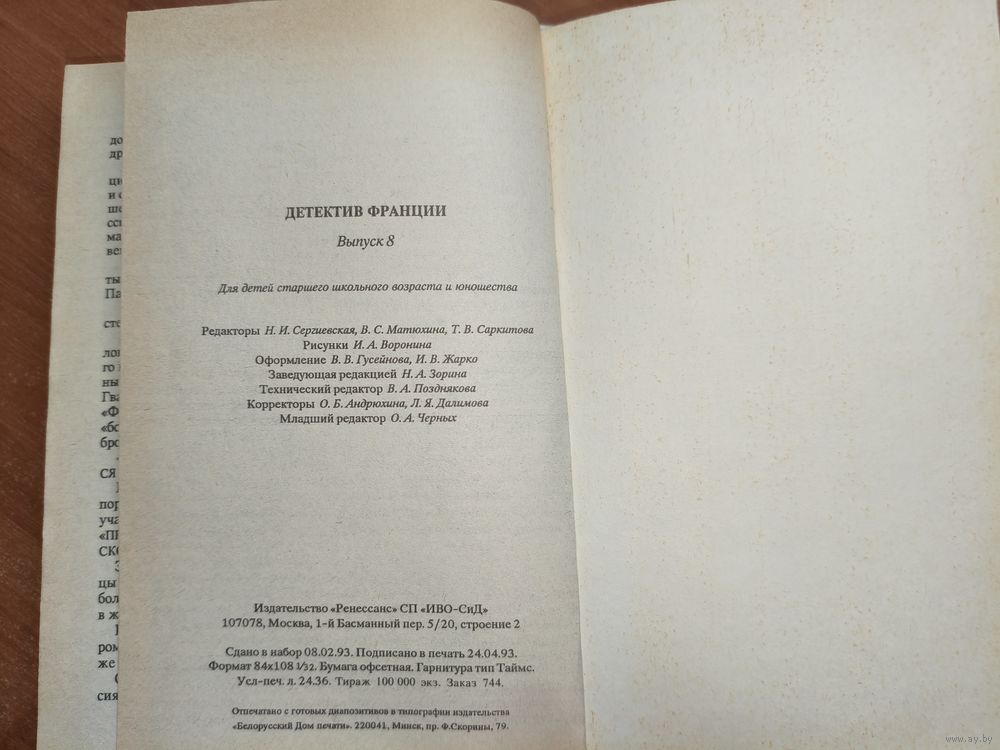 ДЕТЕКТИВ ФРАНЦИИ
Выпуск 8
Для детей старшего школьного возраста и юношества
Редакторы Н. И. Сергиевская, В. С. Матюхина, Т. В. Саркитова
Рисунки И. А. Воронина
Оформление В. В. Гусейнова, И. В. Жарко
Заведующая редакцией Н. А. Зорина
Технический редактор В. А. Позднякова
Корректоры О. Б. Андрюхина, Л. Я. Далимова
Младший редактор О. А. Черных
Издательство «Ренессанс» СП «ИВО-СиД»
107078, Москва, 1-й Басманный пер. 5/20, строение 2
Сдано в набор 08.02.93. Подписано в печать 24.04.93.
Формат 84х108 1/32. Бумага офсетная. Гарнитура тип Таймс.
Усл-печ. л. 24.36. Тираж 100 000 экз. Заказ 744.
Отпечатано с готовых диапозитивов в типографии издательства
«Белорусский Дом печати». 220041, Минск, пр. Ф.Скорины, 79.
www.ay.by